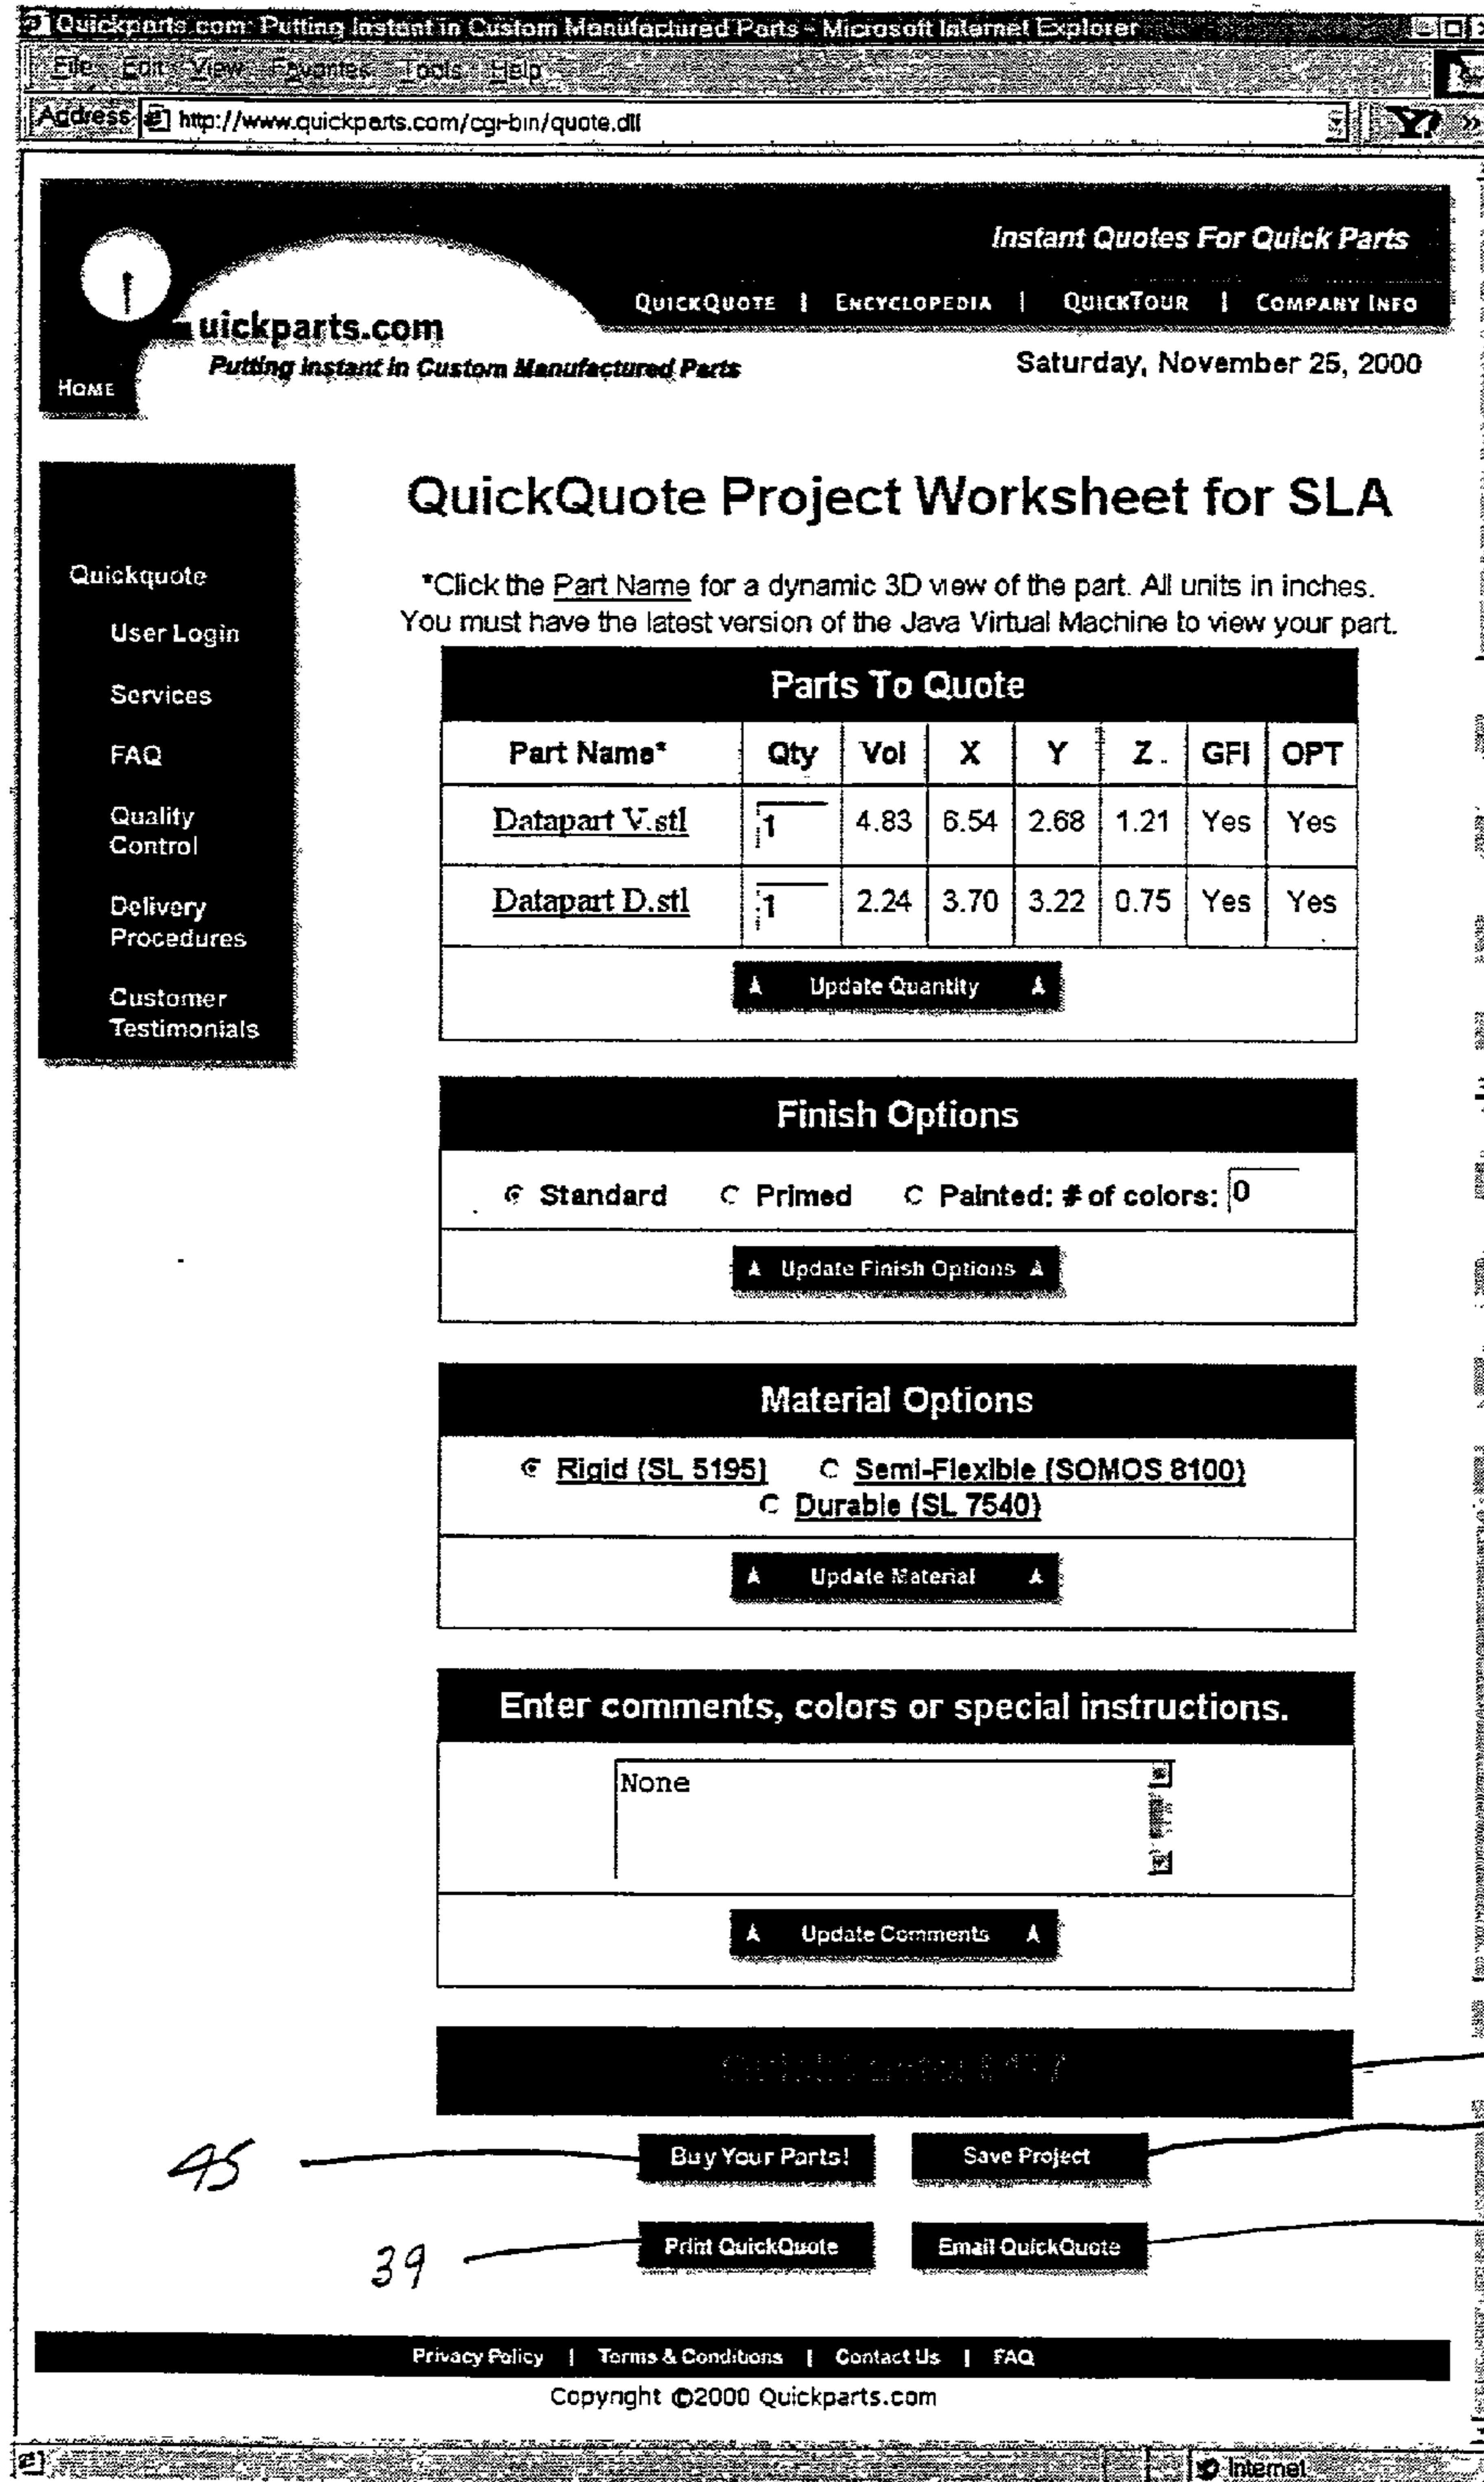 Quickparts.com: Putting Instant in Custom Manufactured Parts - Microsoft Internet Explorer
File Edit View Favorites Tools Help
Address http://www.quickparts.com/cgi-bin/quote.dll
Instant Quotes For Quick Parts
QUICKQUOTE | ENCYCLOPEDIA | QUICKTOUR | COMPANY INFO
uickparts.com
Putting Instant in Custom Manufactured Parts
Saturday, November 25, 2000
HOME
QuickQuote Project Worksheet for SLA
Quickquote
User Login
Services
FAQ
Quality
Control
Delivery
Procedures
Customer
Testimonials
*Click the Part Name for a dynamic 3D view of the part. All units in inches.
You must have the latest version of the Java Virtual Machine to view your part.
Parts To Quote
Part Name* Qty Vol X Y Z GFI OPT
Datapart V.stl 1 4.83 6.54 2.68 1.21 Yes Yes
Datapart D.stl 1 2.24 3.70 3.22 0.75 Yes Yes
Update Quantity
Finish Options
Standard Primed Painted: # of colors: 0
Update Finish Options
Material Options
Rigid (SL 5195) Semi-Flexible (SOMOS 8100)
Durable (SL 7540)
Update Material
Enter comments, colors or special instructions.
None
Update Comments
45
Buy Your Parts! Save Project
39
Print QuickQuote Email QuickQuote
Privacy Policy | Terms & Conditions | Contact Us | FAQ
Copyright ©2000 Quickparts.com
Internet